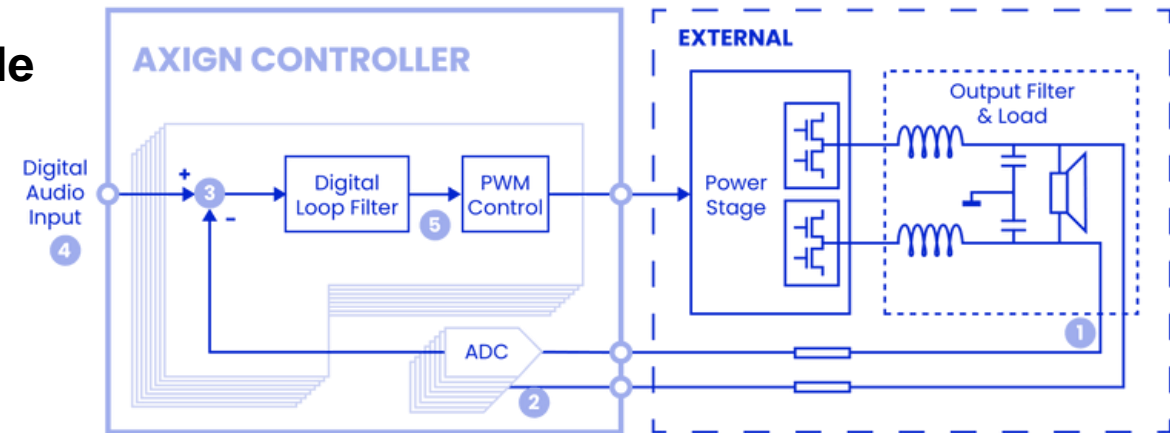 le
AXIGN CONTROLLER
EXTERNAL
Digital
Audio
Input
4
+
3
-
Digital
Loop Filter
5
PWM
Control
Power
Stage
Output Filter
& Load
1
ADC
2